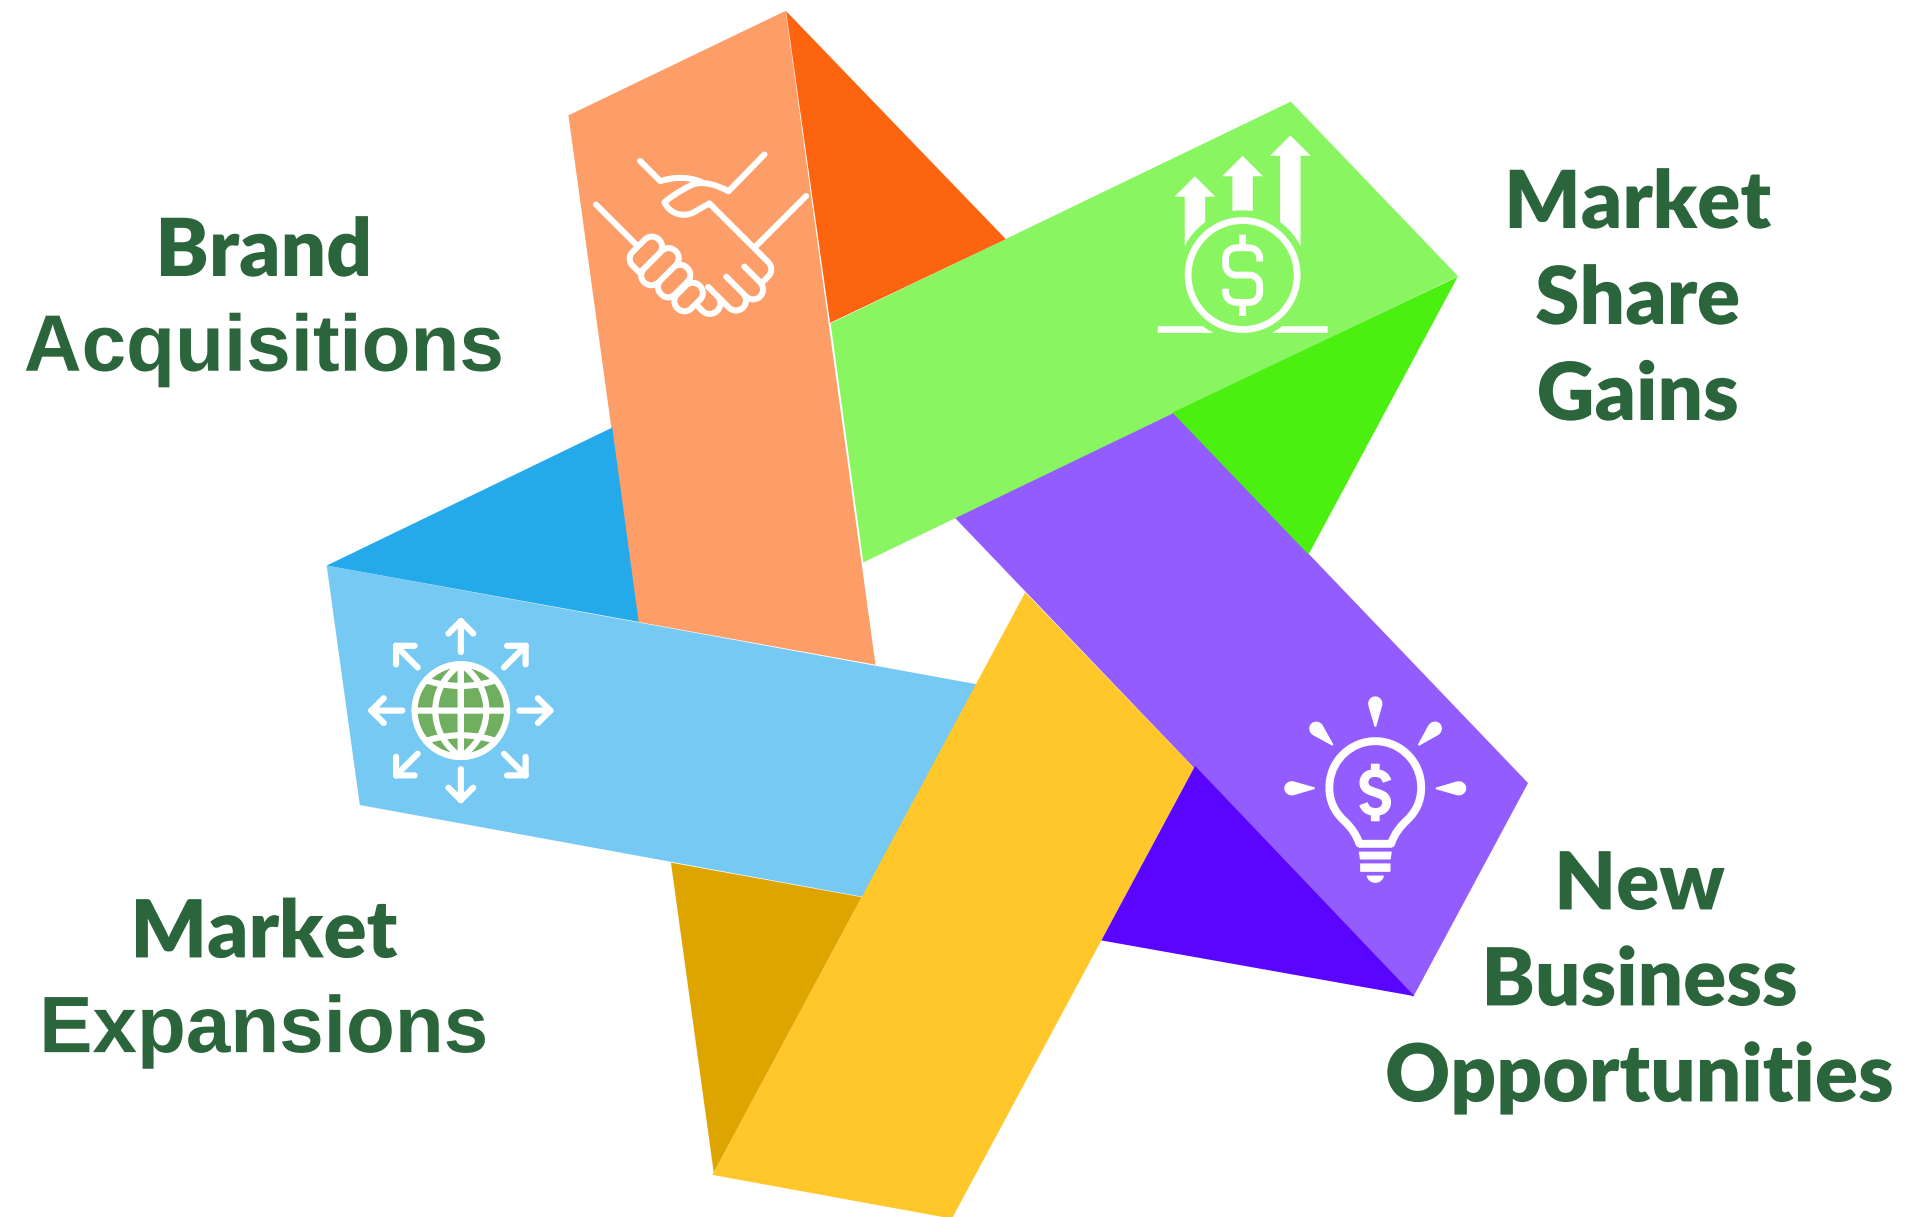 Brand
Acquisitions
Market
Share
Gains
$
Market
Expansions
New
Business
Opportunities
$